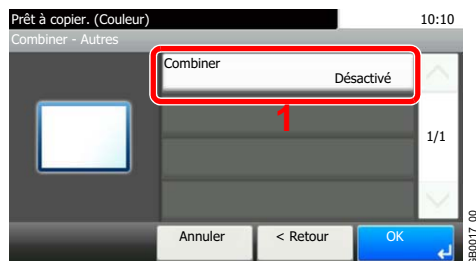 Prêt à copier. (Couleur)
10:10
Combiner - Autres
Combiner
Désactivé
1
1/1
Annuler
< Retour
OK
GB0017_00